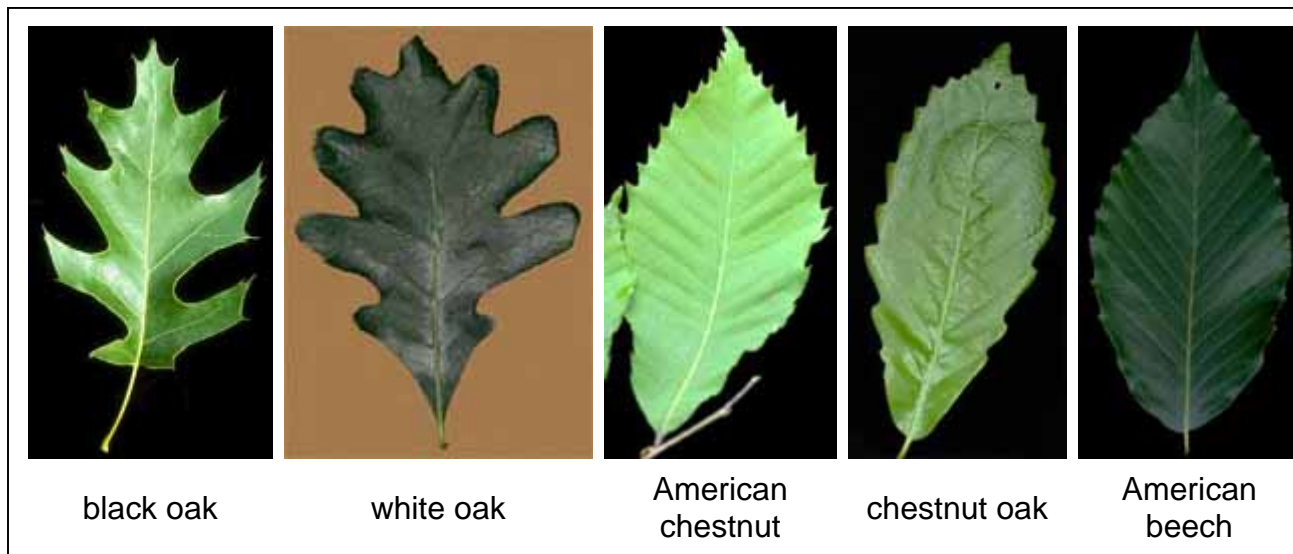 black oak
white oak
American
chestnut
chestnut oak
American
beech